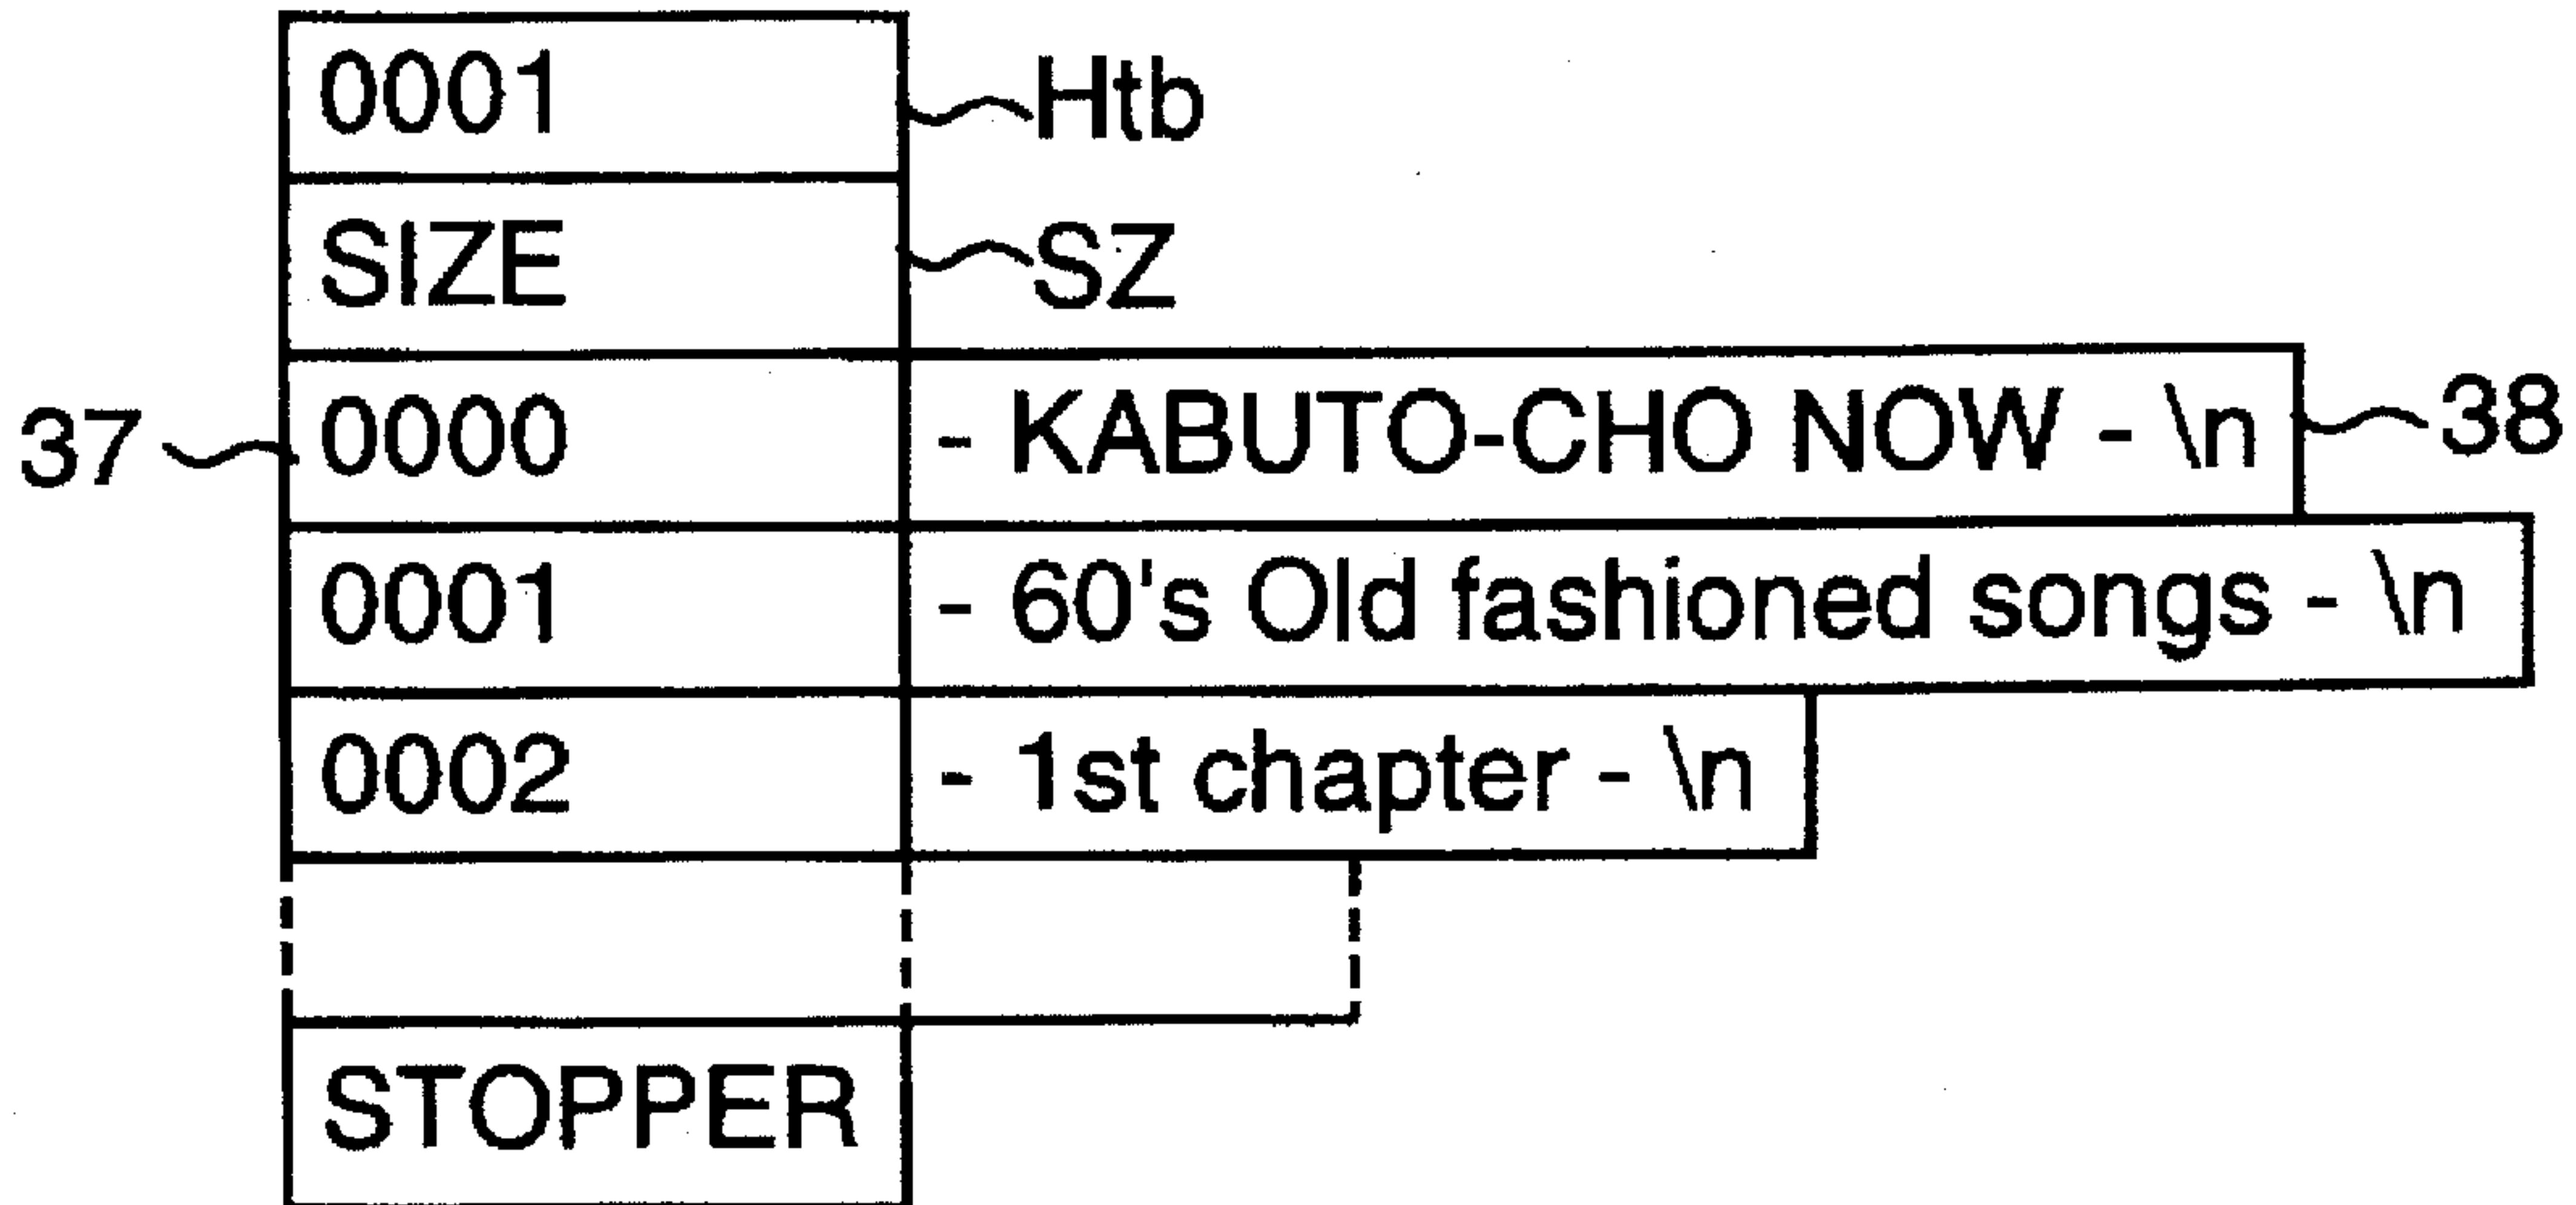 0001 Htb
SIZE SZ
37 0000 - KABUTO-CHO NOW - \n 38
0001 - 60's Old fashioned songs - \n
0002 - 1st chapter - \n
STOPPER